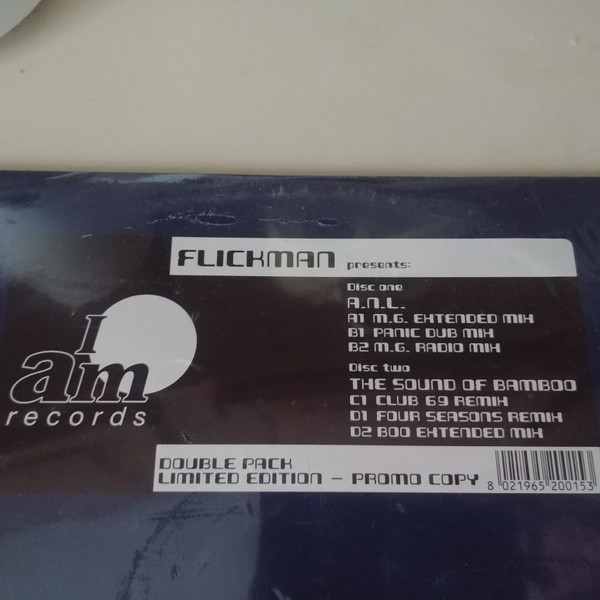 FLICKMAN presents:
Disc one
A.N.L.
A1 M.G. EXTENDED MIX
B1 PANIC DUB MIX
B2 M.G. RADIO MIX
Disc two
THE SOUND OF BAMBOO
C1 CLUB 69 REMIX
D1 FOUR SEASONS REMIX
D2 BOO EXTENDED MIX
I
am
records
DOUBLE PACK
LIMITED EDITION – PROMO COPY
8 021965 200153